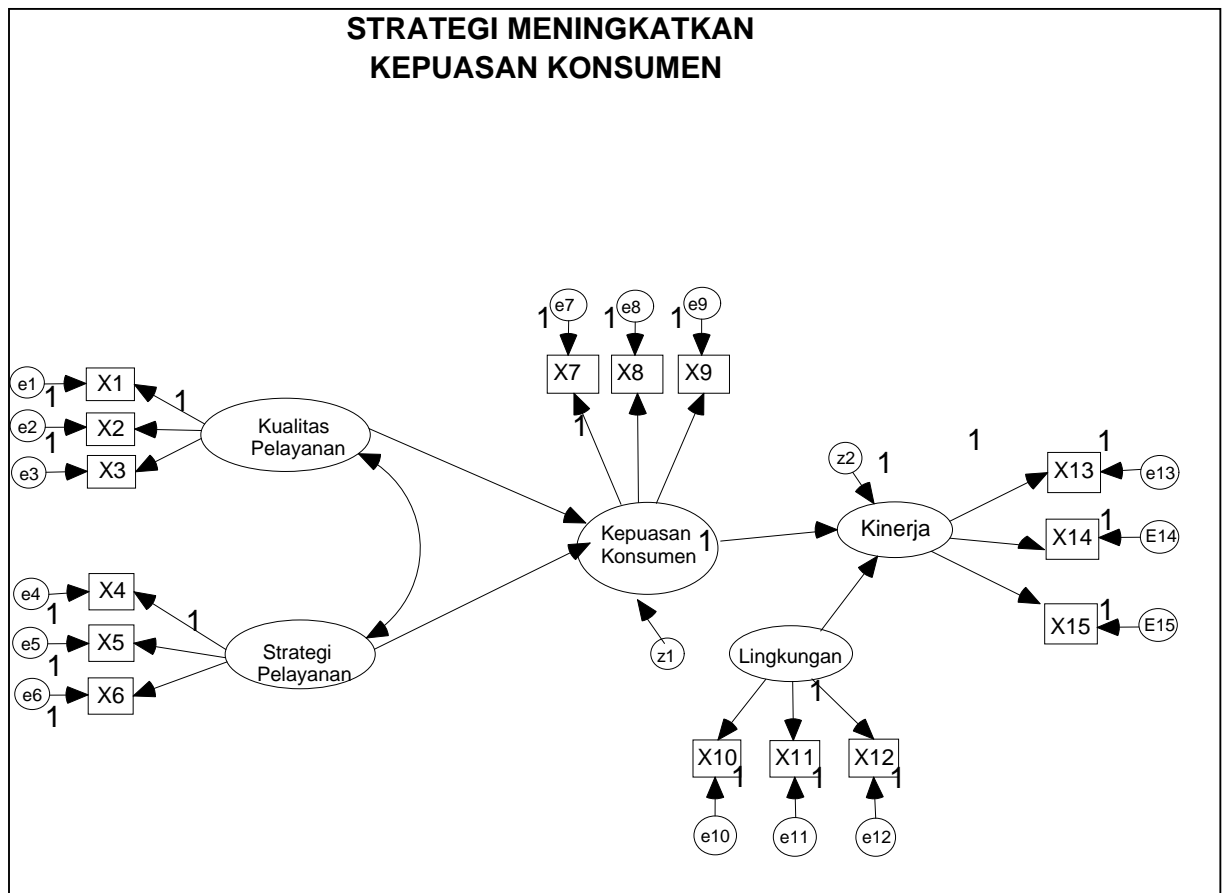 STRATEGI MENINGKATKAN
KEPUASAN KONSUMEN
e7
e8
e9
1
1
1
X7
X8
X9
1
e1
1
X1
1
e2
1
X2
e3
X3
Kualitas
Pelayanan
z2
1
1
1
X13
e13
Kinerja
1
X14
E14
Kepuasan
Konsumen
1
e4
1
X4
1
e5
1
X5
e6
1
X6
Strategi
Pelayanan
z1
Lingkungan
1
1
X15
E15
X10
1
X11
1
X12
1
e10
e11
e12